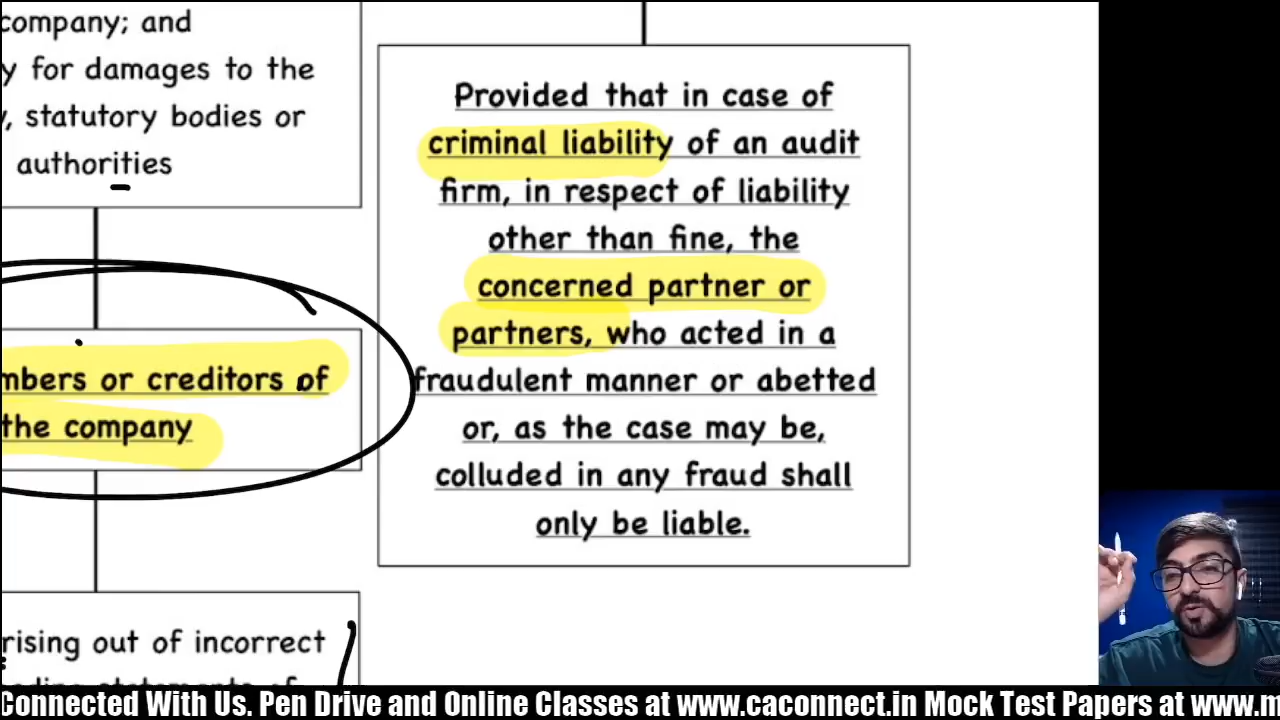 company; and
y for damages to the
, statutory bodies or
authorities
mbers or creditors of
the company
rising out of incorrect
statements of
Provided that in case of
criminal liability of an audit
firm, in respect of liability
other than fine, the
concerned partner or
partners, who acted in a
fraudulent manner or abetted
or, as the case may be,
colluded in any fraud shall
only be liable.
Connected With Us. Pen Drive and Online Classes at www.caconnect.in Mock Test Papers at www.m